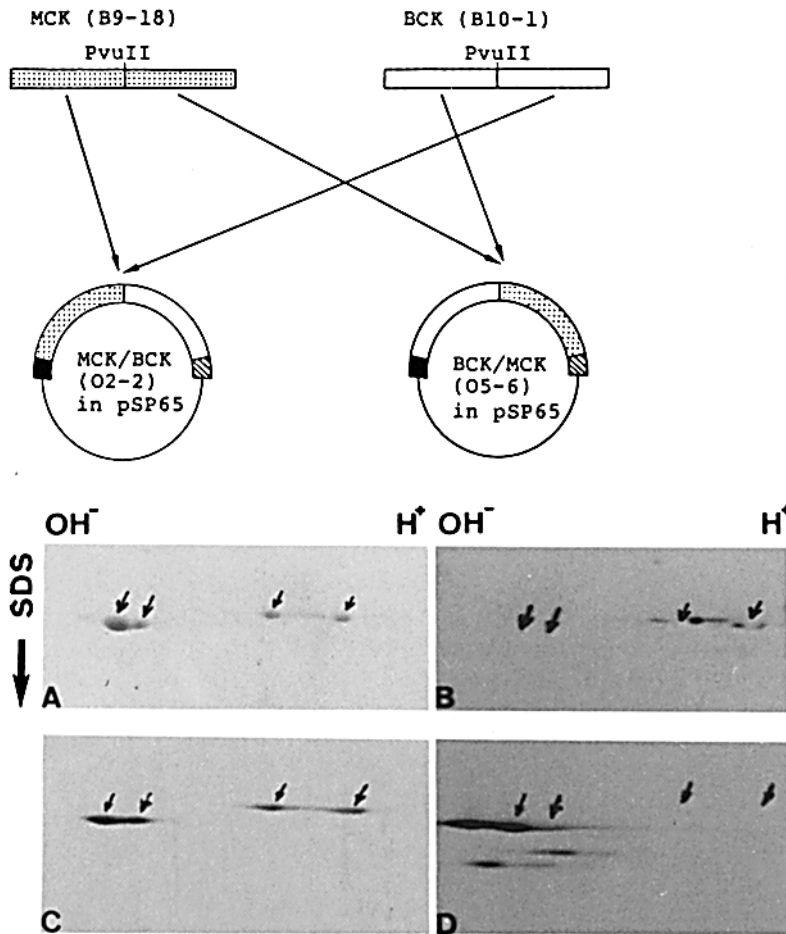 MCK (B9-18)
BCK (B10-1)
PvuII
PvuII
MCK/BCK
(O2-2)
in pSP65
BCK/MCK
(O5-6)
in pSP65
OH⁻
H⁺
OH⁻
H⁺
SDS
A
B
C
D